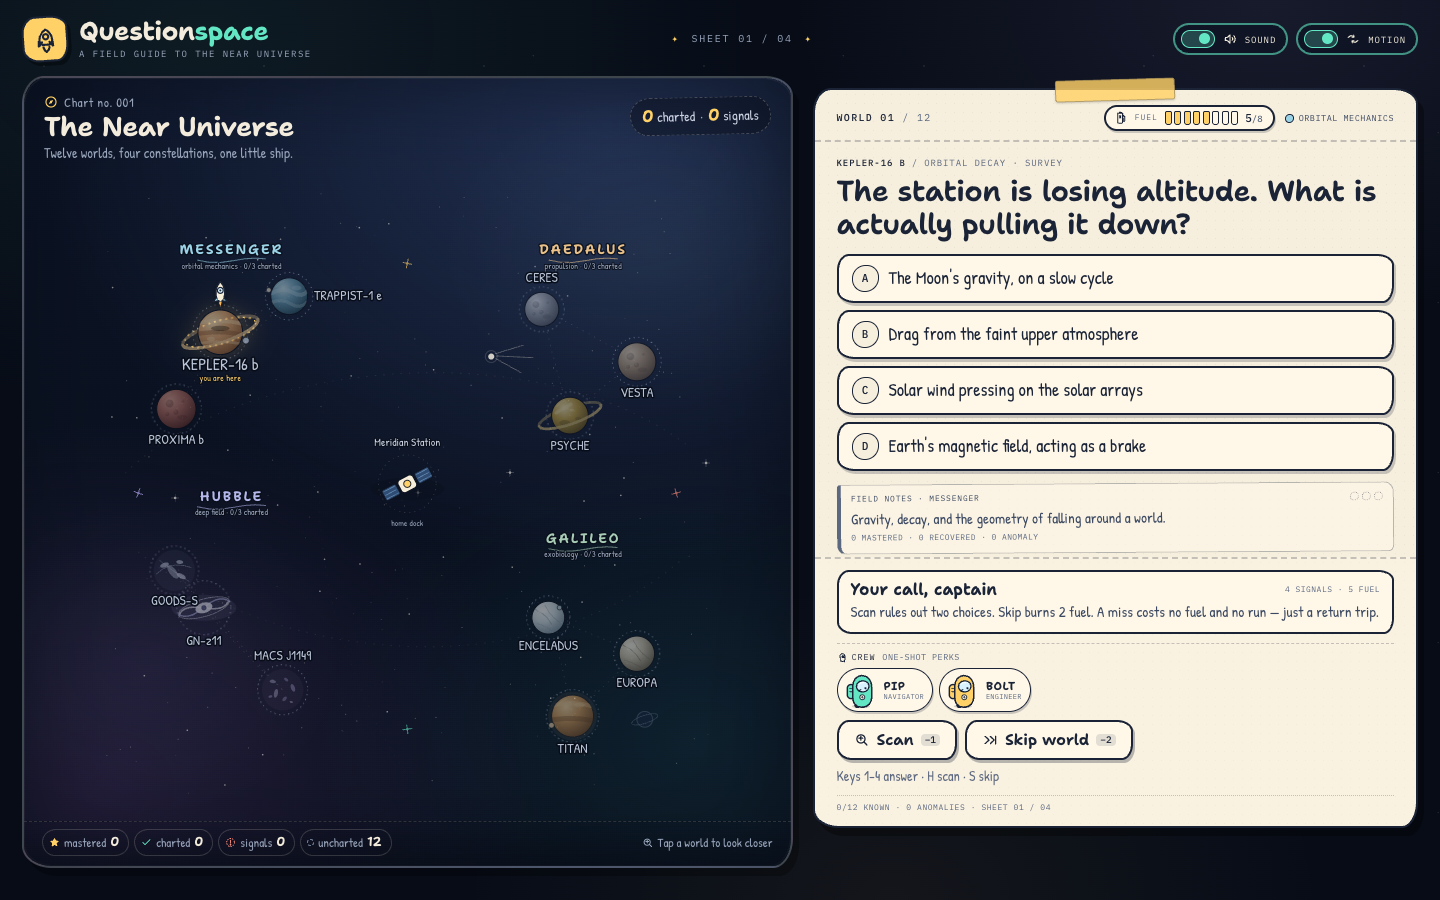 Questionspace
A FIELD GUIDE TO THE NEAR UNIVERSE
SHEET 01 / 04
SOUND
MOTION
Chart no. 001
The Near Universe
Twelve worlds, four constellations, one little ship.
0 charted · 0 signals
MESSENGER
orbital mechanics · 0/3 charted
TRAPPIST-1 e
KEPLER-16 b
you are here
PROXIMA b
DAEDALUS
propulsion · 0/3 charted
CERES
VESTA
PSYCHE
Meridian Station
home dock
HUBBLE
deep field · 0/3 charted
GOODS-S
GN-z11
MACS J1149
GALILEO
exobiology · 0/3 charted
ENCELADUS
EUROPA
TITAN
mastered 0
charted 0
signals 0
uncharted 12
Tap a world to look closer
WORLD 01 / 12
FUEL 5/8
ORBITAL MECHANICS
KEPLER-16 B / ORBITAL DECAY · SURVEY
The station is losing altitude. What is
actually pulling it down?
A The Moon's gravity, on a slow cycle
B Drag from the faint upper atmosphere
C Solar wind pressing on the solar arrays
D Earth's magnetic field, acting as a brake
FIELD NOTES · MESSENGER
Gravity, decay, and the geometry of falling around a world.
0 MASTERED · 0 RECOVERED · 0 ANOMALY
Your call, captain
4 SIGNALS · 5 FUEL
Scan rules out two choices. Skip burns 2 fuel. A miss costs no fuel and no run — just a return trip.
CREW ONE-SHOT PERKS
PIP
NAVIGATOR
BOLT
ENGINEER
Scan −1
Skip world −2
Keys 1–4 answer · H scan · S skip
0/12 KNOWN · 0 ANOMALIES · SHEET 01 / 04